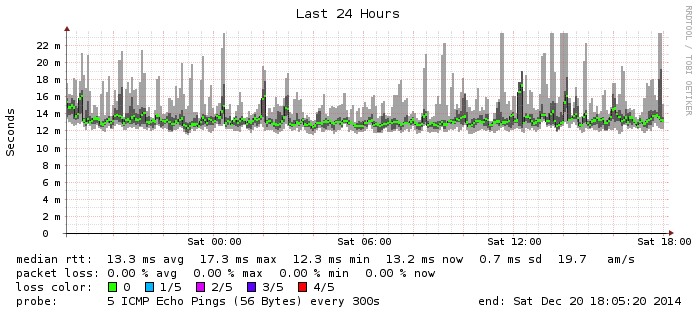 Last 24 Hours
RRDTOOL / TOBI OETIKER
Seconds
22 m
20 m
18 m
16 m
14 m
12 m
10 m
8 m
6 m
4 m
2 m
0
Sat 00:00 Sat 06:00 Sat 12:00 Sat 18:00
median rtt: 13.3 ms avg 17.3 ms max 12.3 ms min 13.2 ms now 0.7 ms sd 19.7 am/s
packet loss: 0.00 % avg 0.00 % max 0.00 % min 0.00 % now
loss color: 0 1/5 2/5 3/5 4/5
probe: 5 ICMP Echo Pings (56 Bytes) every 300s end: Sat Dec 20 18:05:20 2014